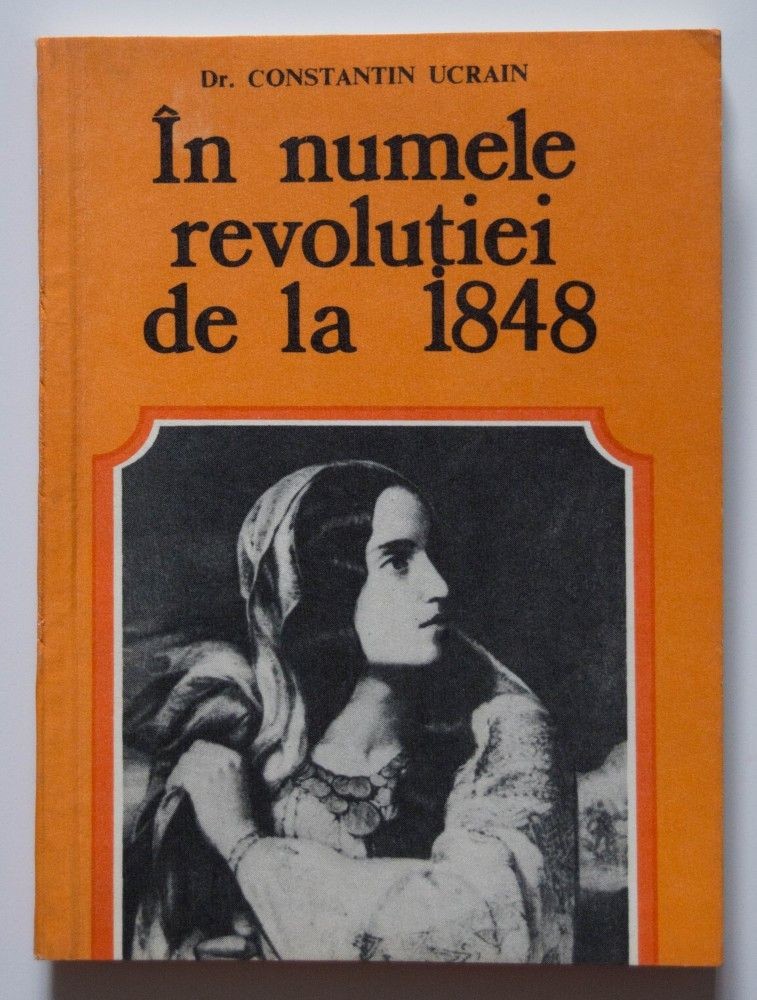 Dr. CONSTANTIN UCRAIN
În numele
revoluției
de la 1848